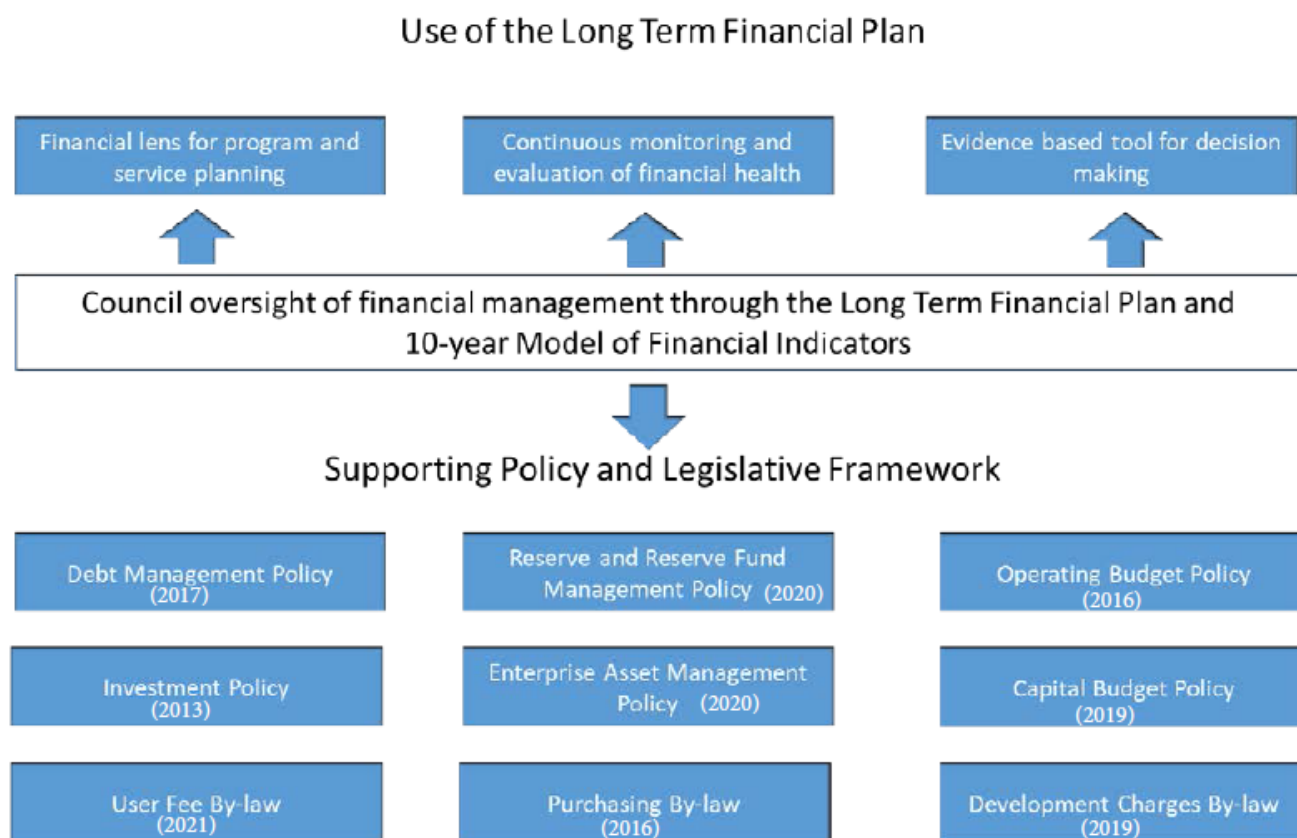 Use of the Long Term Financial Plan
Financial lens for program and
service planning
Continuous monitoring and
evaluation of financial health
Evidence based tool for decision
making
Council oversight of financial management through the Long Term Financial Plan and
10-year Model of Financial Indicators
Supporting Policy and Legislative Framework
Debt Management Policy
(2017)
Reserve and Reserve Fund
Management Policy (2020)
Operating Budget Policy
(2016)
Investment Policy
(2013)
Enterprise Asset Management
Policy (2020)
Capital Budget Policy
(2019)
User Fee By-law
(2021)
Purchasing By-law
(2016)
Development Charges By-law
(2019)